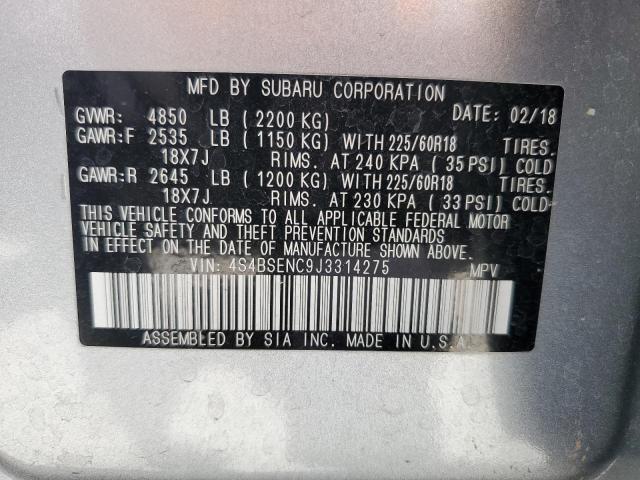 MFD BY SUBARU CORPORATION
GVWR: 4850 LB (2200 KG) DATE: 02/18
GAWR:F 2535 LB (1150 KG) WITH 225/60R18 TIRES.
18X7J RIMS. AT 240 KPA (35 PSI) COLD
GAWR:R 2645 LB (1200 KG) WITH 225/60R18 TIRES.
18X7J RIMS. AT 230 KPA (33 PSI) COLD
THIS VEHICLE CONFORMS TO ALL APPLICABLE FEDERAL MOTOR
VEHICLE SAFETY AND THEFT PREVENTION STANDARDS
IN EFFECT ON THE DATE OF MANUFACTURE SHOWN ABOVE.
VIN: 4S4BSENC9J3314275 MPV
ASSEMBLED BY SIA INC. MADE IN U.S.A.